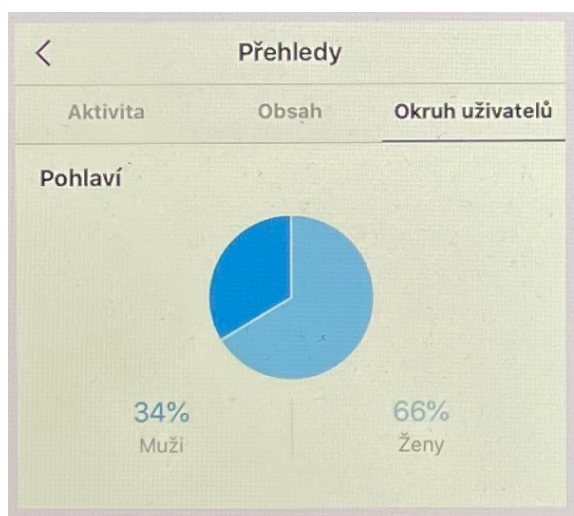 Přehledy
Aktivita Obsah Okruh uživatelů
Pohlaví
34% 66%
Muži Ženy